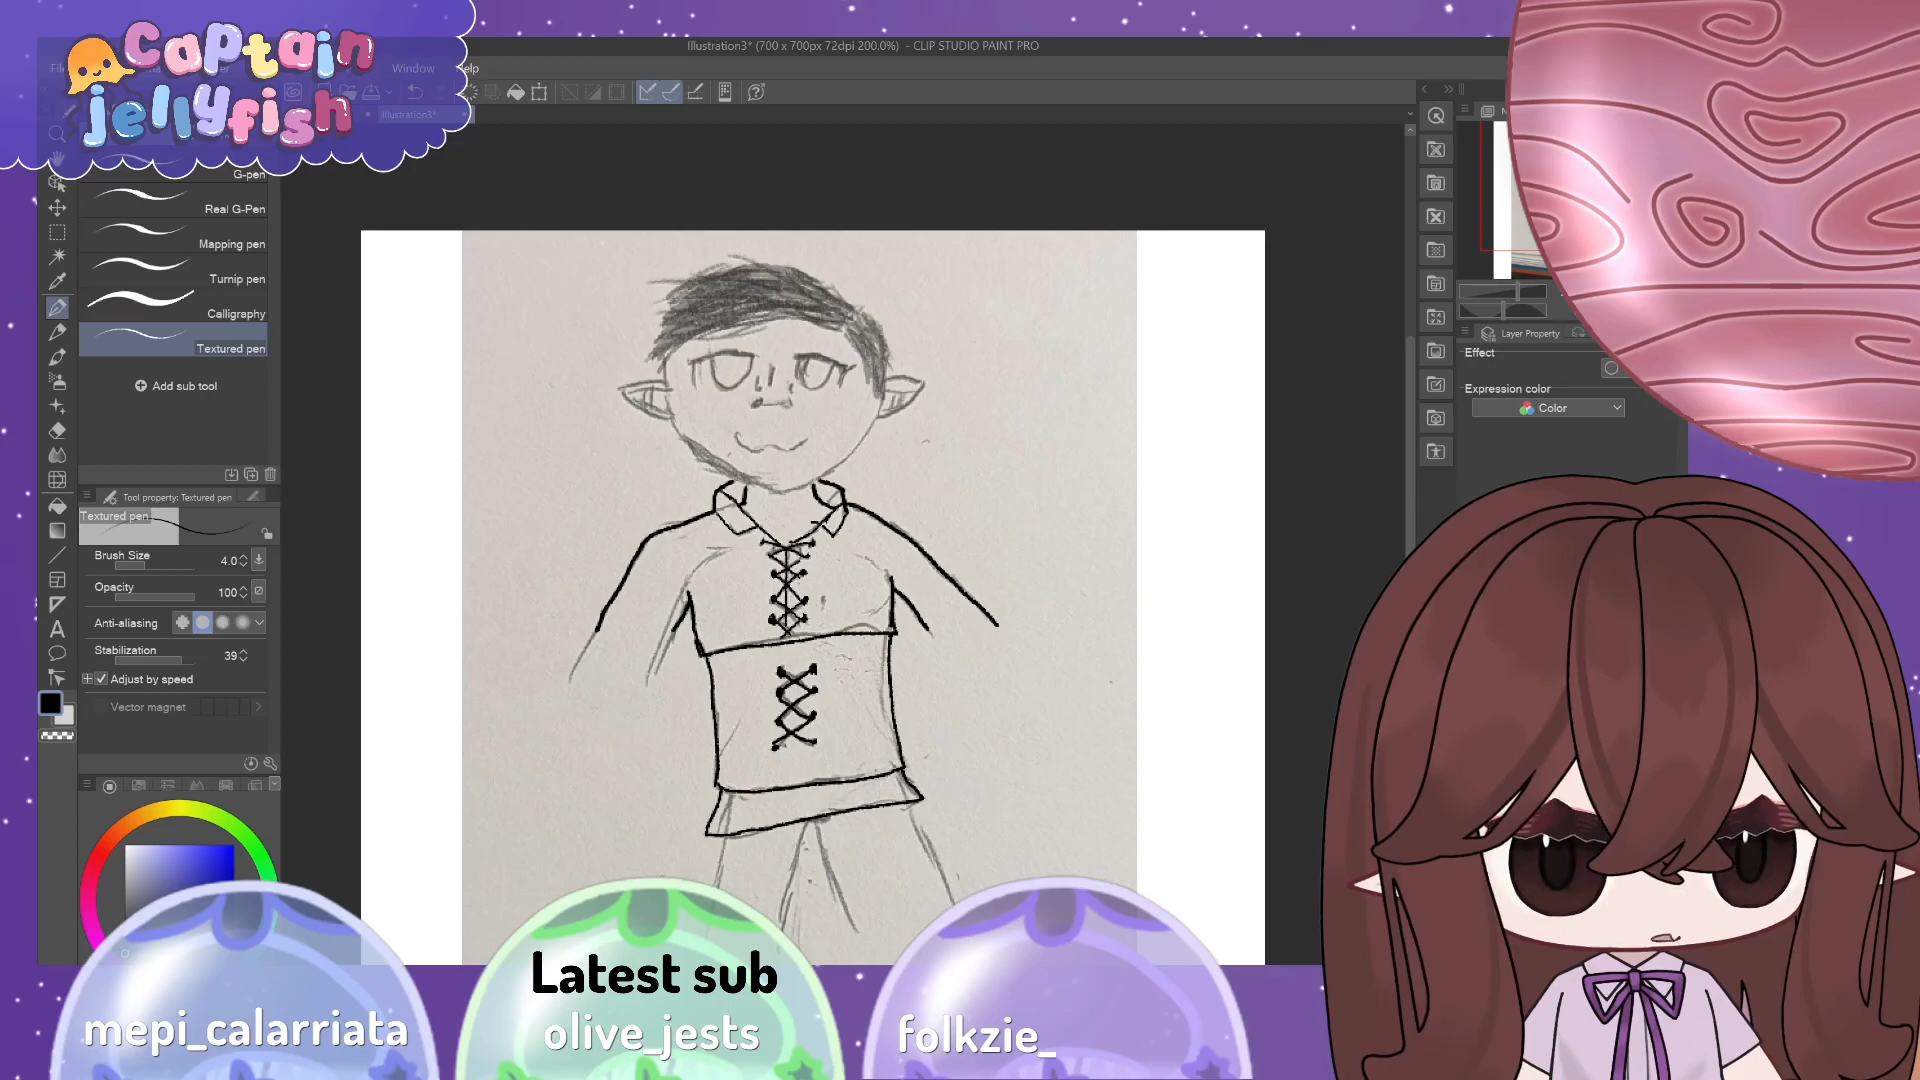 Captain
jellyfish
Illustration3* (700 x 700px 72dpi 200.0%) - CLIP STUDIO PAINT PRO
Window
Help
Illustration3*
G-pen
Real G-Pen
Mapping pen
Turnip pen
Calligraphy
Textured pen
Add sub tool
Tool property: Textured pen
Textured pen
Brush Size 4.0
Opacity 100
Anti-aliasing
Stabilization 39
Adjust by speed
Vector magnet
Layer Property
Effect
Expression color
Color
Latest sub
mepi_calarriata
olive_jests
folkzie_